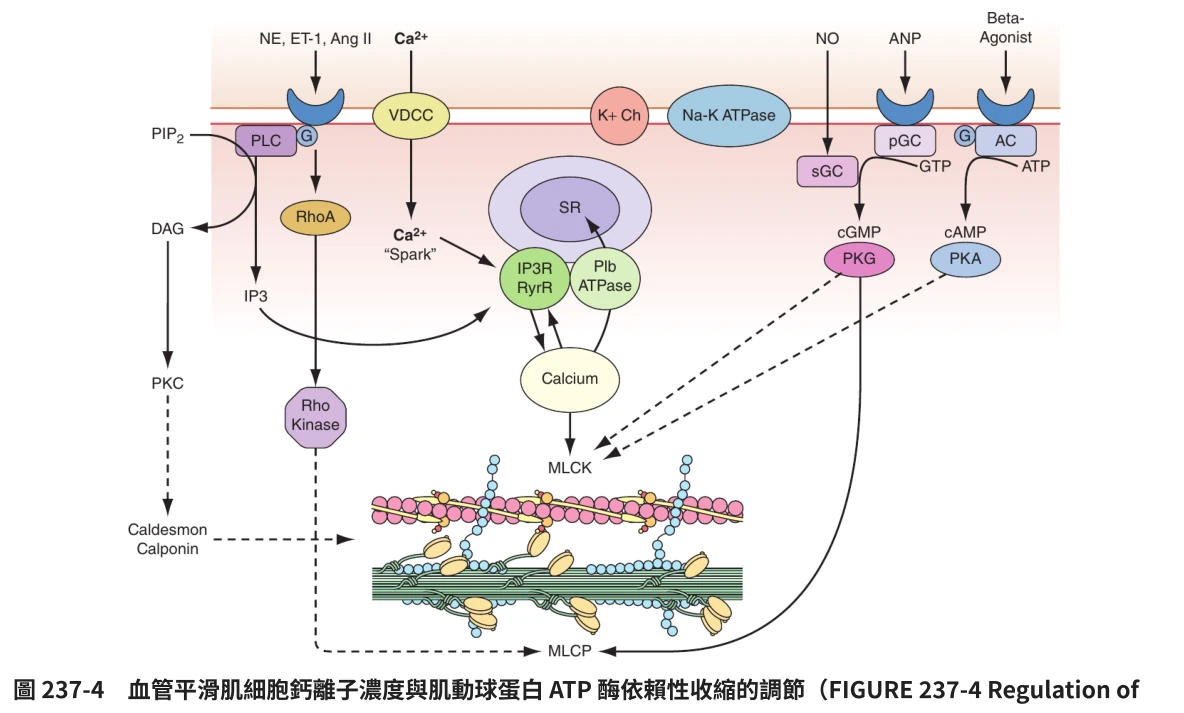 NE, ET-1, Ang II
Ca²⁺
NO
ANP
Beta-
Agonist
VDCC
K+ Ch
Na-K ATPase
PIP₂
PLC
G
pGC
G
AC
sGC
GTP
ATP
RhoA
SR
DAG
Ca²⁺
“Spark”
cGMP
cAMP
IP3R
RyrR
Plb
ATPase
PKG
PKA
IP3
Calcium
PKC
Rho
Kinase
MLCK
Caldesmon
Calponin
MLCP
圖 237-4　血管平滑肌細胞鈣離子濃度與肌動球蛋白 ATP 酶依賴性收縮的調節（FIGURE 237-4 Regulation of